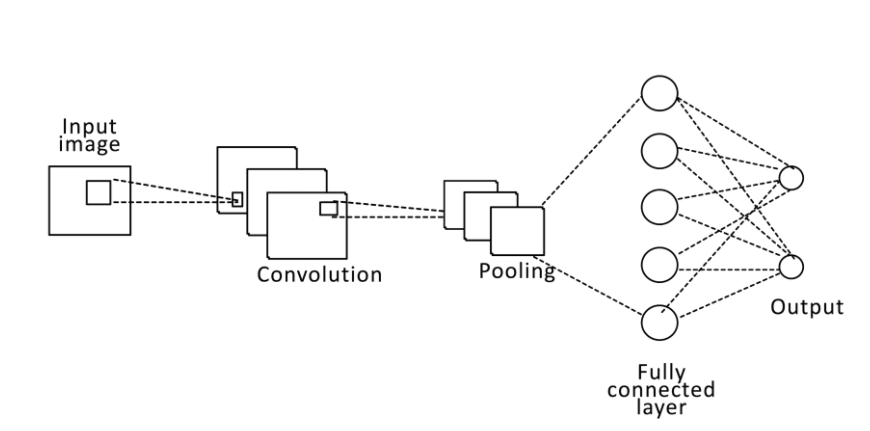 Input
image
Convolution
Pooling
Output
Fully
connected
layer